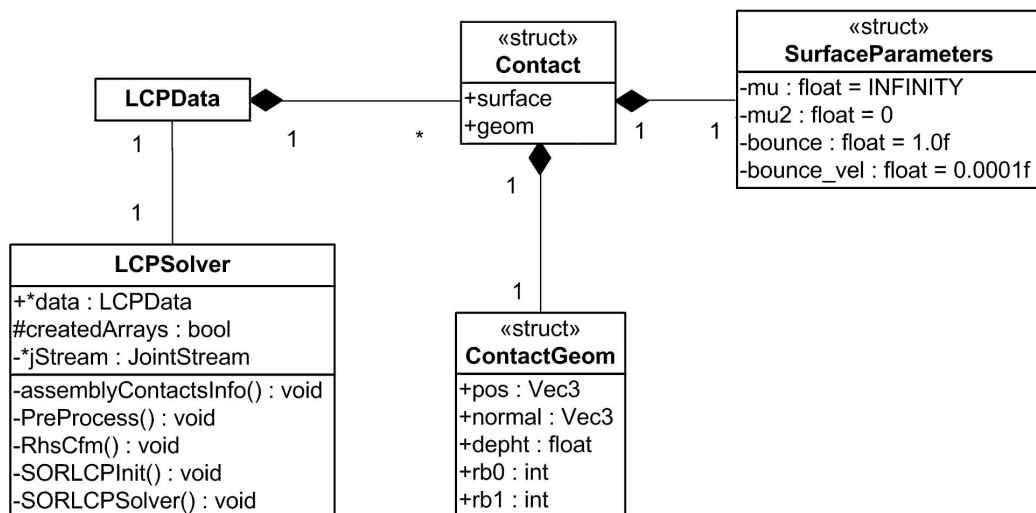 LCPData
1
*
1
1
«struct»
Contact
+surface
+geom
1
1
1
1
«struct»
SurfaceParameters
-mu : float = INFINITY
-mu2 : float = 0
-bounce : float = 1.0f
-bounce_vel : float = 0.0001f
LCPSolver
+*data : LCPData
#createdArrays : bool
-*jStream : JointStream
-assemblyContactsInfo() : void
-PreProcess() : void
-RhsCfm() : void
-SORLCPInit() : void
-SORLCPSolver() : void
«struct»
ContactGeom
+pos : Vec3
+normal : Vec3
+depht : float
+rb0 : int
+rb1 : int